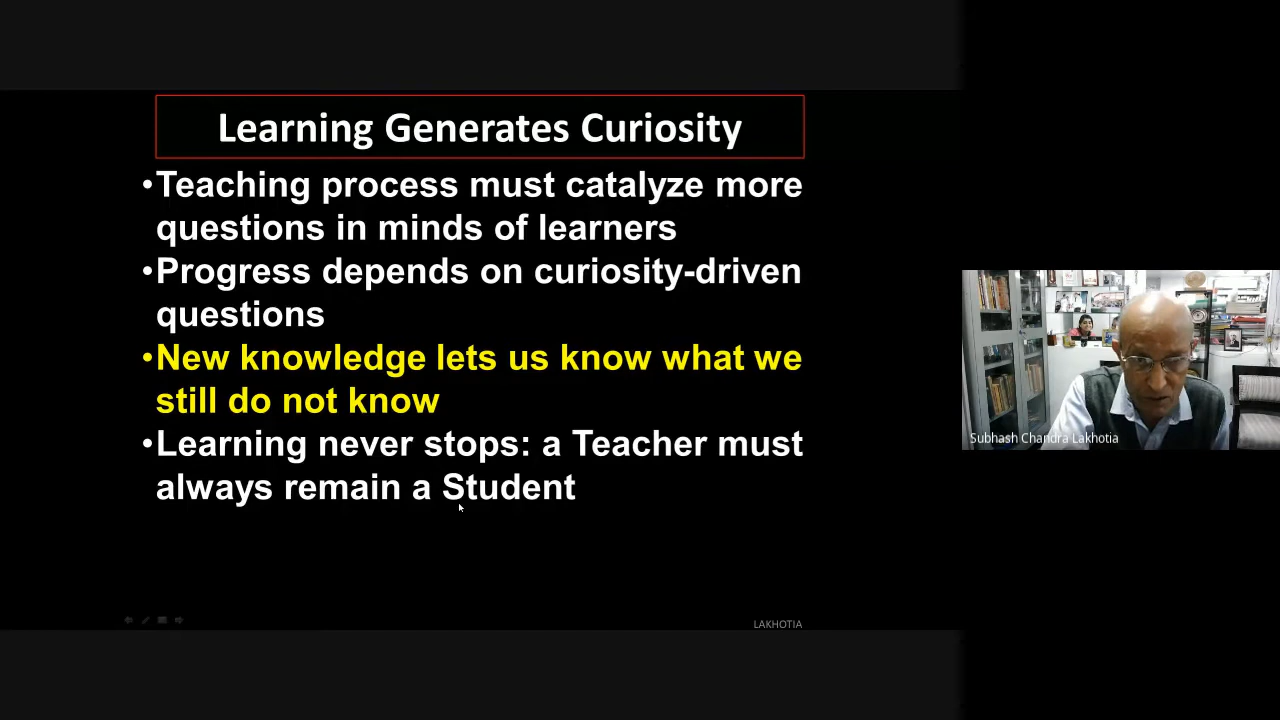 Learning Generates Curiosity
•Teaching process must catalyze more
questions in minds of learners
•Progress depends on curiosity-driven
questions
•New knowledge lets us know what we
still do not know
•Learning never stops: a Teacher must
always remain a Student
LAKHOTIA
Subhash Chandra Lakhotia